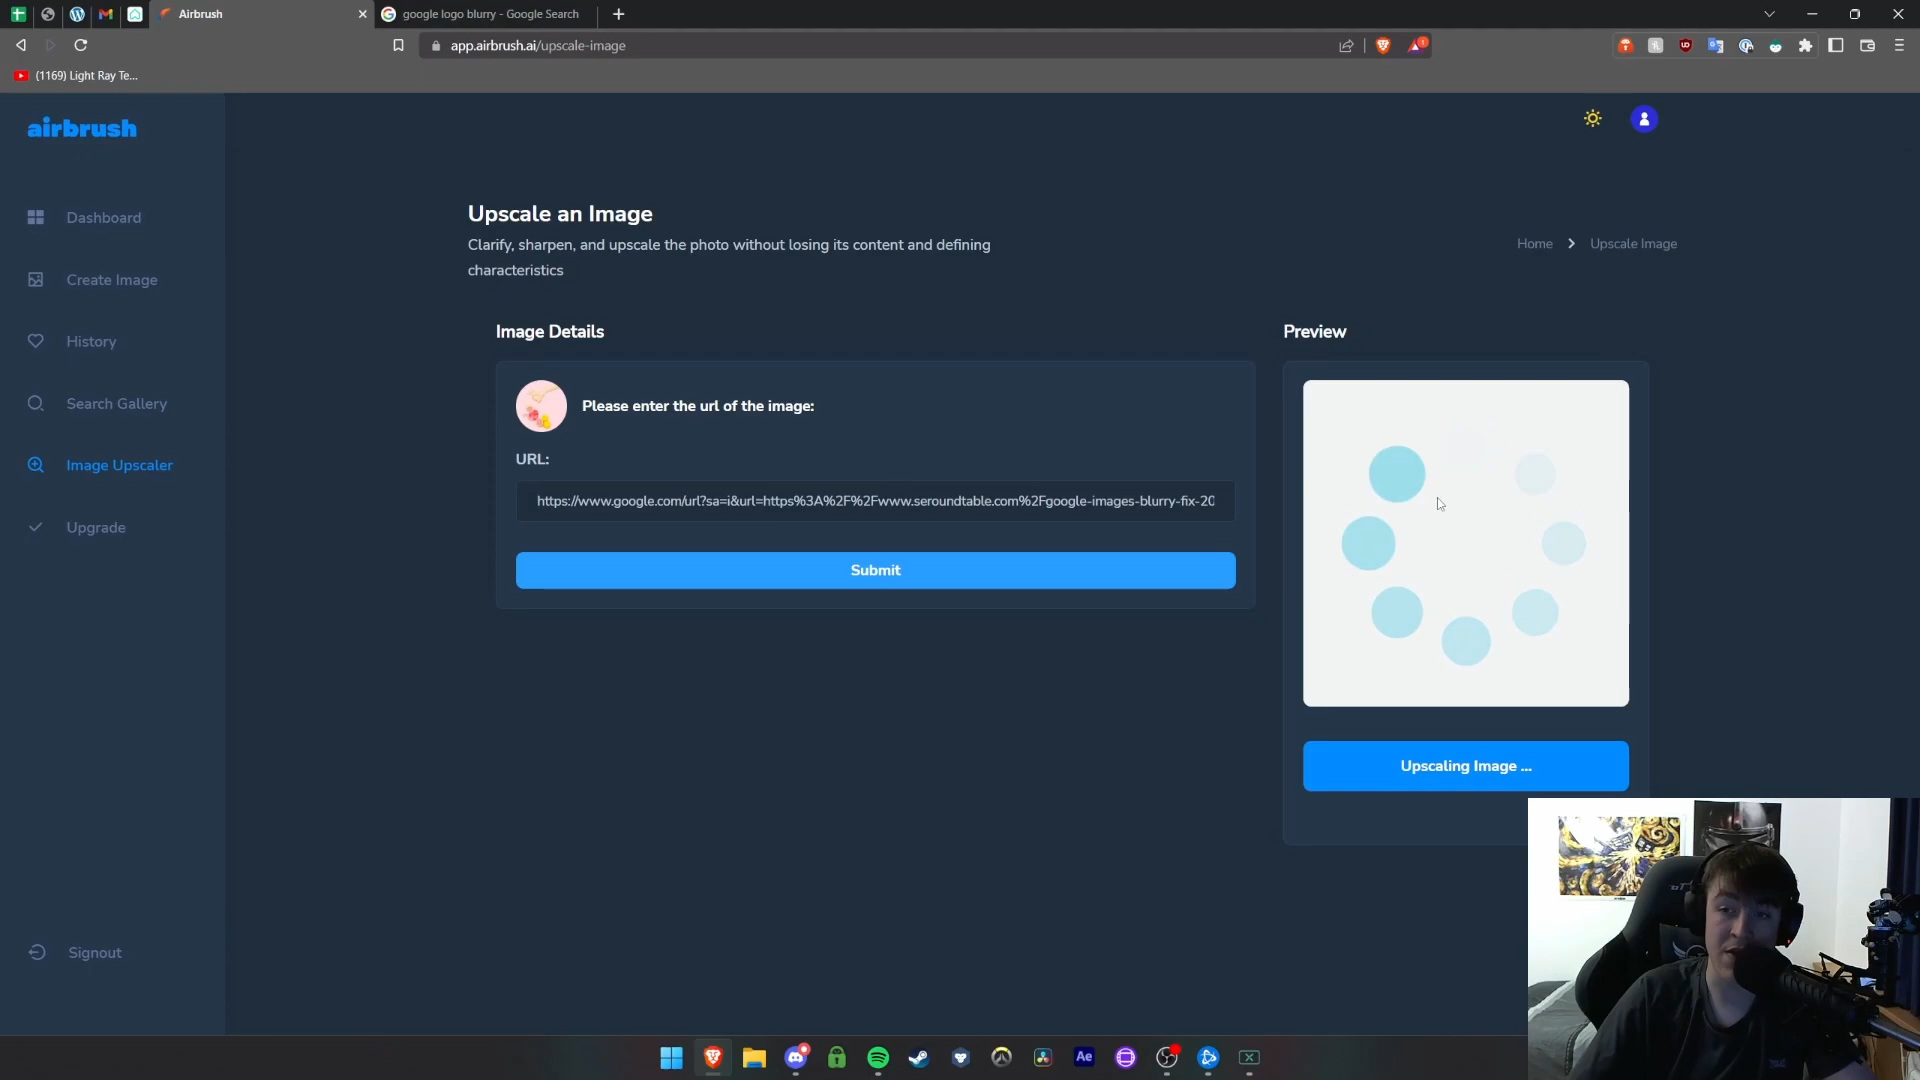 Airbrush
google logo blurry - Google Search
app.airbrush.ai/upscale-image
(1169) Light Ray Te...
airbrush
Dashboard
Create Image
History
Search Gallery
Image Upscaler
Upgrade
Signout
Upscale an Image
Clarify, sharpen, and upscale the photo without losing its content and defining
characteristics
Home > Upscale Image
Image Details
Please enter the url of the image:
URL:
https://www.google.com/url?sa=i&url=https%3A%2F%2Fwww.seroundtable.com%2Fgoogle-images-blurry-fix-20
Submit
Preview
Upscaling Image ...
Ae